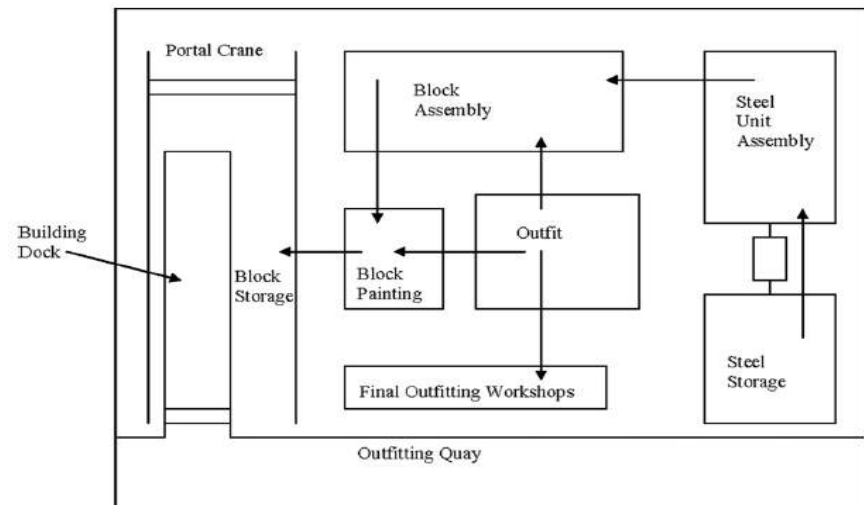 Portal Crane
Block
Assembly
Steel
Unit
Assembly
Building
Dock
Block
Storage
Block
Painting
Outfit
Steel
Storage
Final Outfitting Workshops
Outfitting Quay